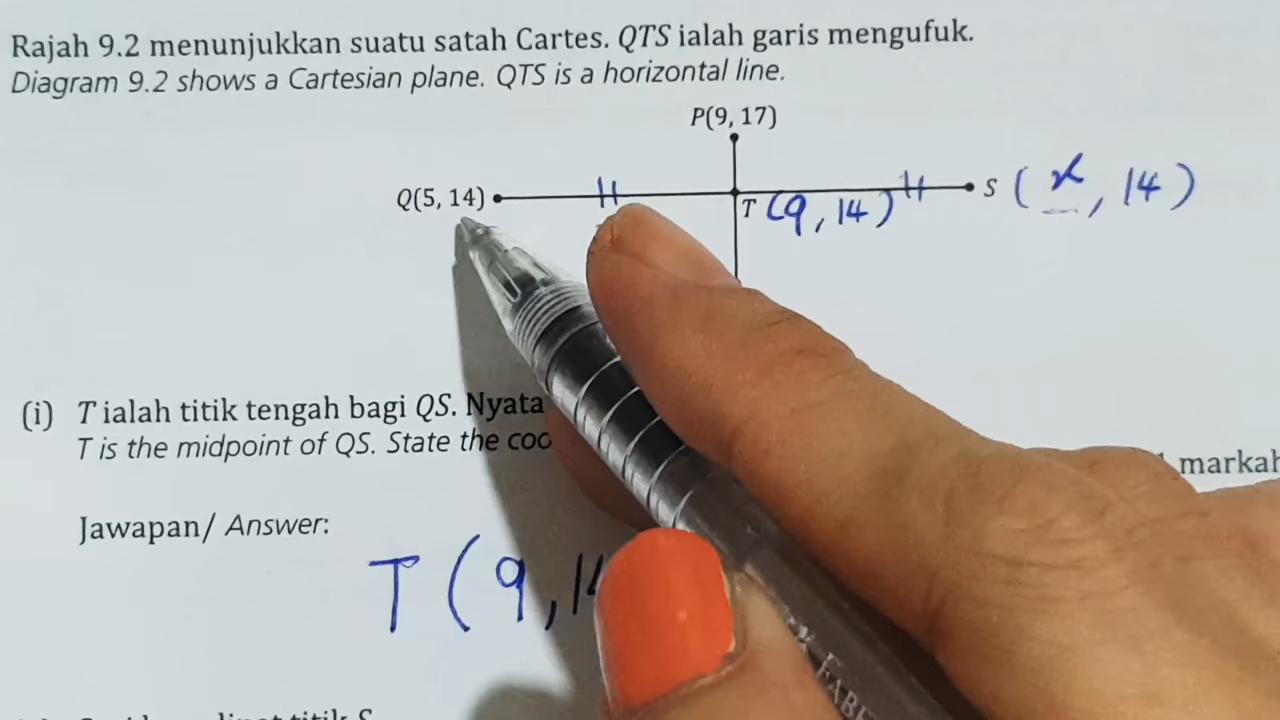 Rajah 9.2 menunjukkan suatu satah Cartes. QTS ialah garis mengufuk.
Diagram 9.2 shows a Cartesian plane. QTS is a horizontal line.
P(9, 17)
Q(5, 14) S (x, 14)
T (9, 14)
(i) T ialah titik tengah bagi QS. Nyata
T is the midpoint of QS. State the coo
markah
Jawapan/ Answer:
T (9, 14
titik S